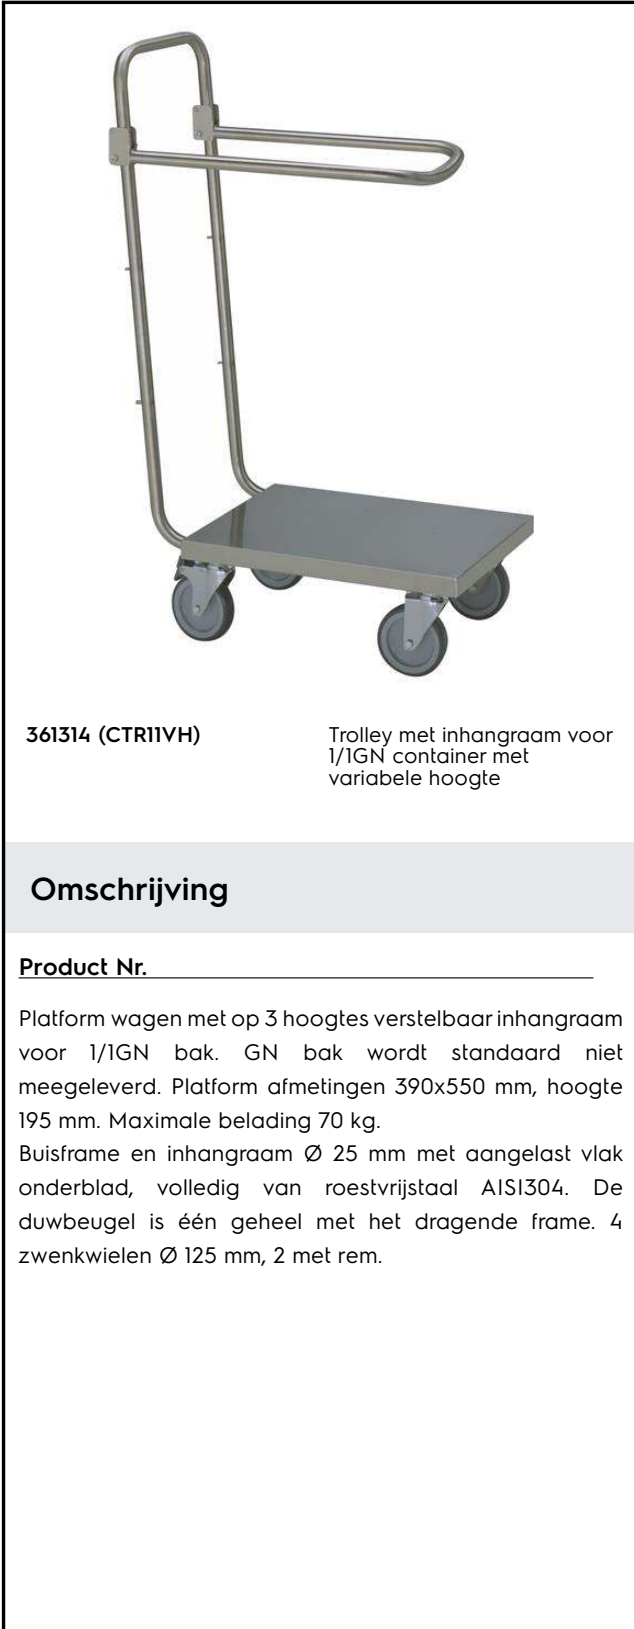 361314 (CTR11VH)
Trolley met inhangraam voor
1/1GN container met
variabele hoogte
Omschrijving
Product Nr.
Platform wagen met op 3 hoogtes verstelbaar inhangraam
voor 1/1GN bak. GN bak wordt standaard niet
meegeleverd. Platform afmetingen 390x550 mm, hoogte
195 mm. Maximale belading 70 kg.
Buisframe en inhangraam Ø 25 mm met aangelast vlak
onderblad, volledig van roestvrijstaal AISI304. De
duwbeugel is één geheel met het dragende frame. 4
zwenkwielen Ø 125 mm, 2 met rem.